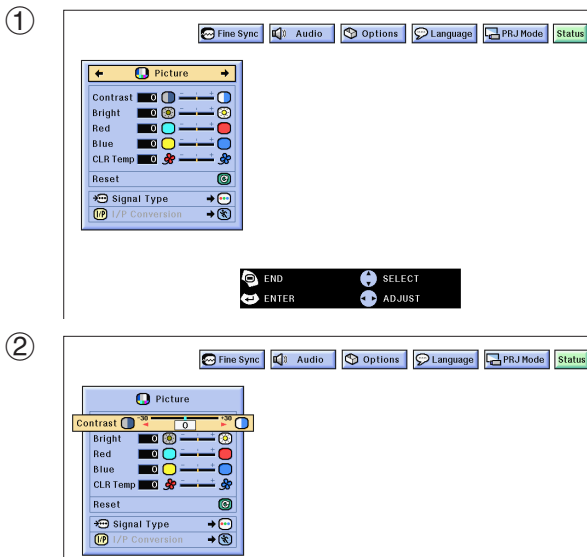 ①
Fine Sync Audio Options Language PRJ Mode Status
Picture
Contrast 0 - +
Bright 0 - +
Red 0 - +
Blue 0 - +
CLR Temp 0 - +
Reset
Signal Type
I/P I/P Conversion
END SELECT
ENTER ADJUST
②
Fine Sync Audio Options Language PRJ Mode Status
Picture
Contrast -30 0 +30
Bright 0 - +
Red 0 - +
Blue 0 - +
CLR Temp 0 - +
Reset
Signal Type
I/P I/P Conversion